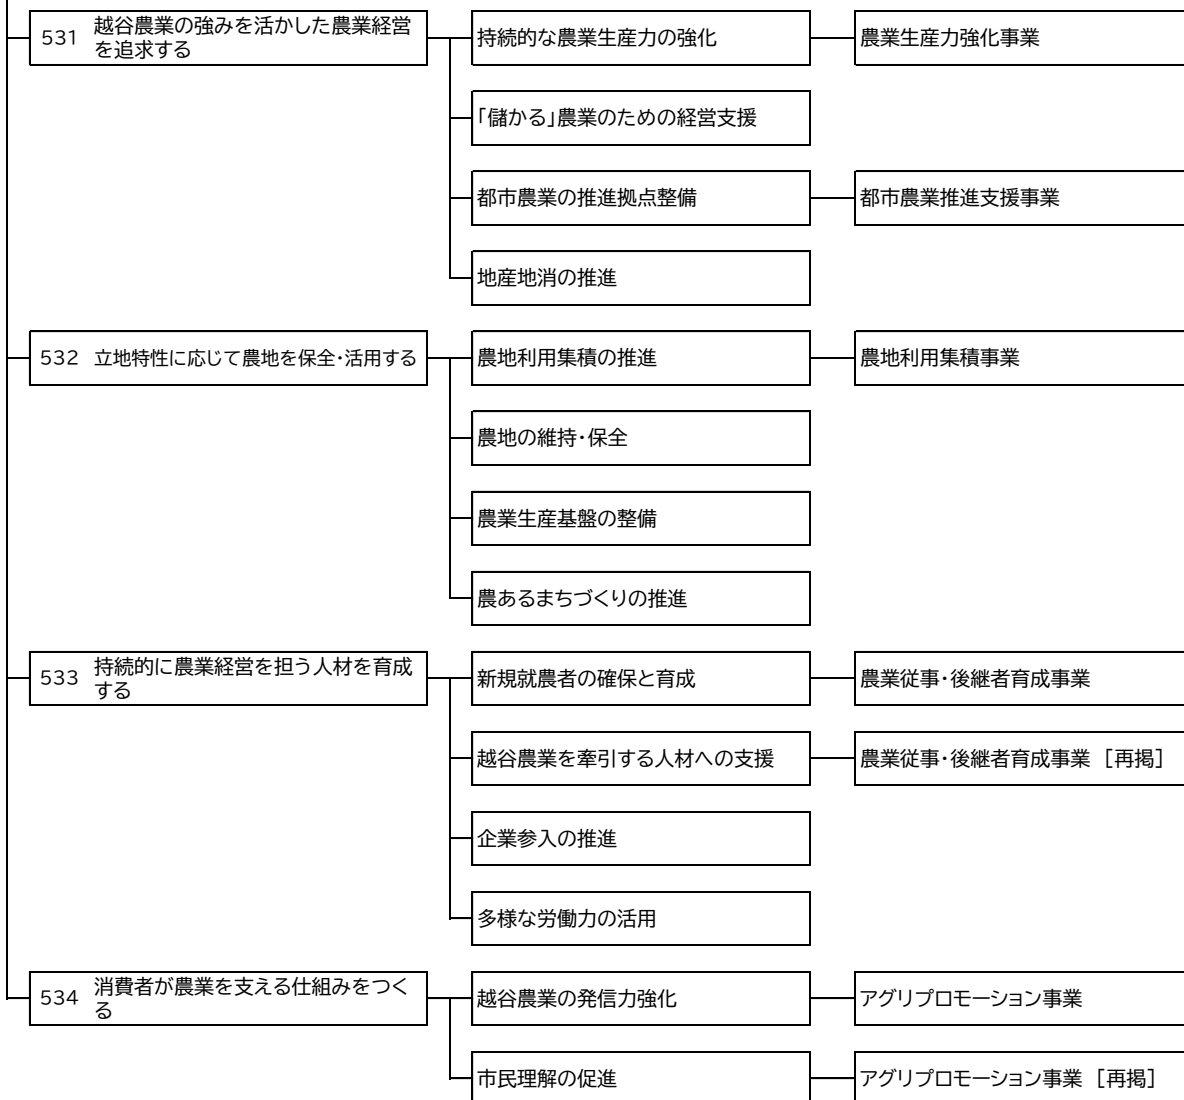 531 越谷農業の強みを活かした農業経営
を追求する
持続的な農業生産力の強化
農業生産力強化事業
「儲かる」農業のための経営支援
都市農業の推進拠点整備
都市農業推進支援事業
地産地消の推進
532 立地特性に応じて農地を保全・活用する
農地利用集積の推進
農地利用集積事業
農地の維持・保全
農業生産基盤の整備
農あるまちづくりの推進
533 持続的に農業経営を担う人材を育成
する
新規就農者の確保と育成
農業従事・後継者育成事業
越谷農業を牽引する人材への支援
農業従事・後継者育成事業 [再掲]
企業参入の推進
多様な労働力の活用
534 消費者が農業を支える仕組みをつく
る
越谷農業の発信力強化
アグリプロモーション事業
市民理解の促進
アグリプロモーション事業 [再掲]